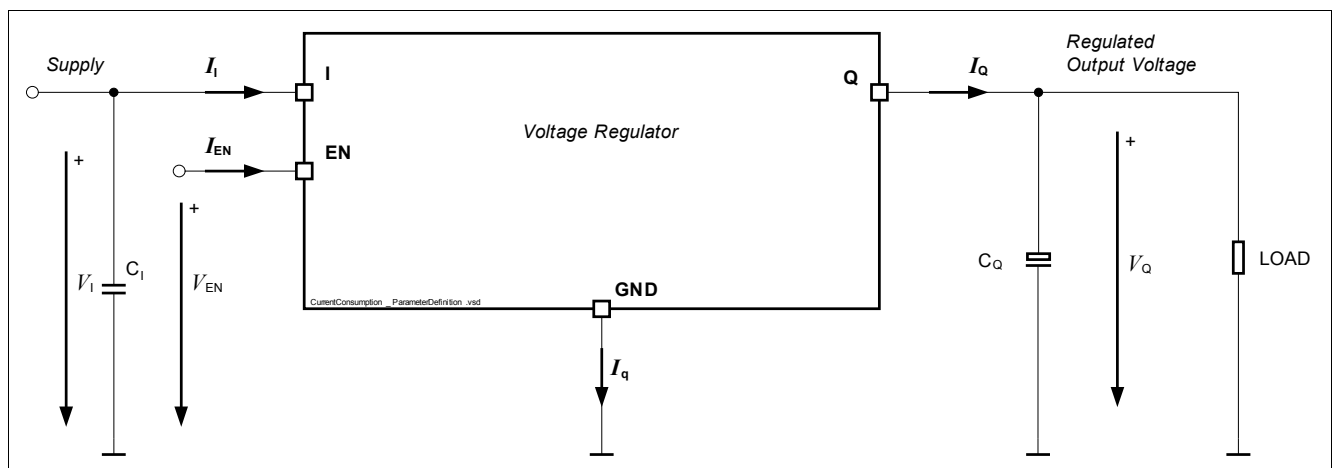 Supply
I_I
I
I_EN
EN
Voltage Regulator
Q
I_Q
Regulated
Output Voltage
+
+
+
V_I
C_I
V_EN
C_Q
V_Q
LOAD
CurrentConsumption _ ParameterDefinition .vsd
GND
I_q